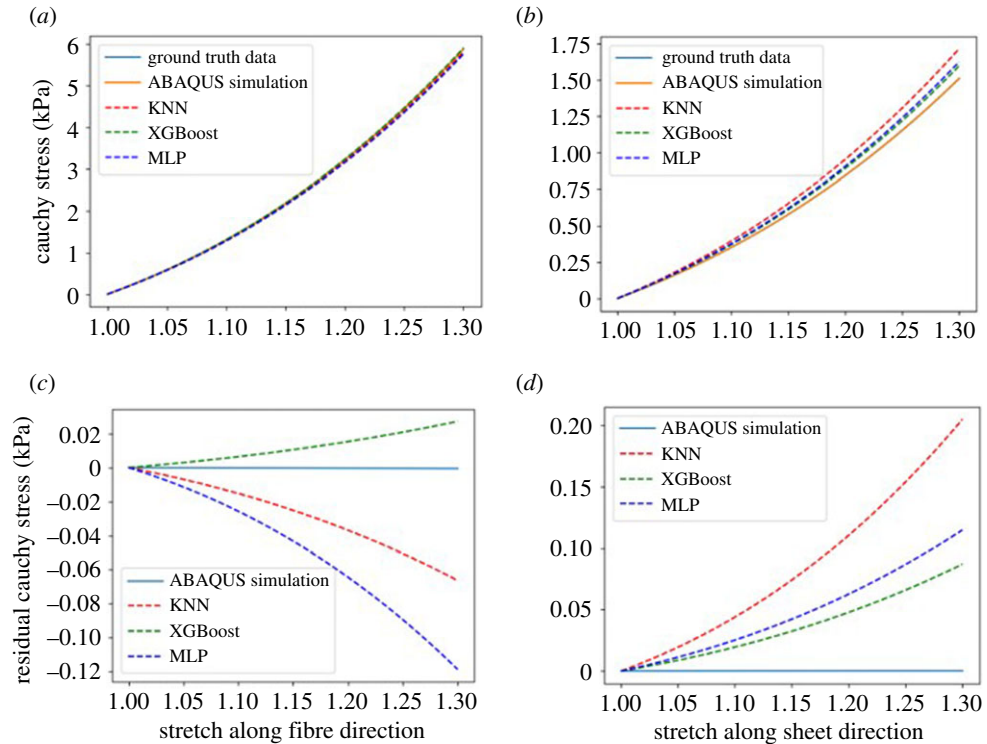 (a)
cauchy stress (kPa)
6
5
4
3
2
1
0
ground truth data
ABAQUS simulation
KNN
XGBoost
MLP
1.00 1.05 1.10 1.15 1.20 1.25 1.30
(b)
1.75
1.50
1.25
1.00
0.75
0.50
0.25
0
ground truth data
ABAQUS simulation
KNN
XGBoost
MLP
1.00 1.05 1.10 1.15 1.20 1.25 1.30
(c)
residual cauchy stress (kPa)
0.02
0
–0.02
–0.04
–0.06
–0.08
–0.10
–0.12
ABAQUS simulation
KNN
XGBoost
MLP
1.00 1.05 1.10 1.15 1.20 1.25 1.30
stretch along fibre direction
(d)
0.20
0.15
0.10
0.05
0
ABAQUS simulation
KNN
XGBoost
MLP
1.00 1.05 1.10 1.15 1.20 1.25 1.30
stretch along sheet direction